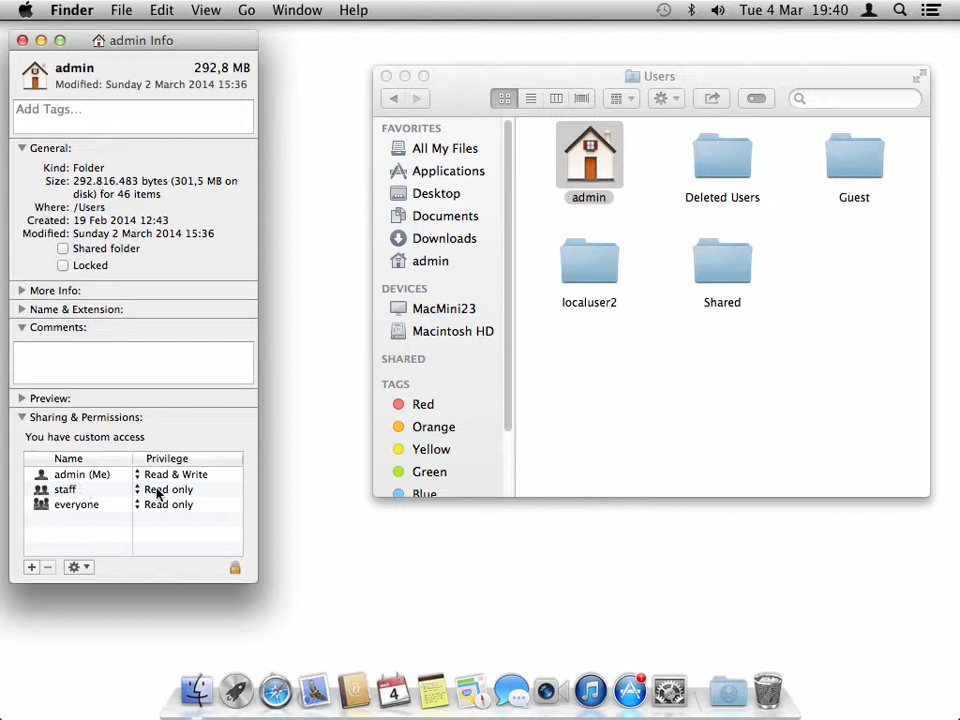 Finder File Edit View Go Window Help Tue 4 Mar 19:40
admin Info
admin 292,8 MB
Modified: Sunday 2 March 2014 15:36
Add Tags...
General:
Kind: Folder
Size: 292.816.483 bytes (301,5 MB on
disk) for 46 items
Where: /Users
Created: 19 Feb 2014 12:43
Modified: Sunday 2 March 2014 15:36
Shared folder
Locked
More Info:
Name & Extension:
Comments:
Preview:
Sharing & Permissions:
You have custom access
Name Privilege
admin (Me) Read & Write
staff Read only
everyone Read only
Users
FAVORITES
All My Files
Applications
Desktop
Documents
Downloads
admin
DEVICES
MacMini23
Macintosh HD
SHARED
TAGS
Red
Orange
Yellow
Green
Blue
admin Deleted Users Guest
localuser2 Shared
4
1